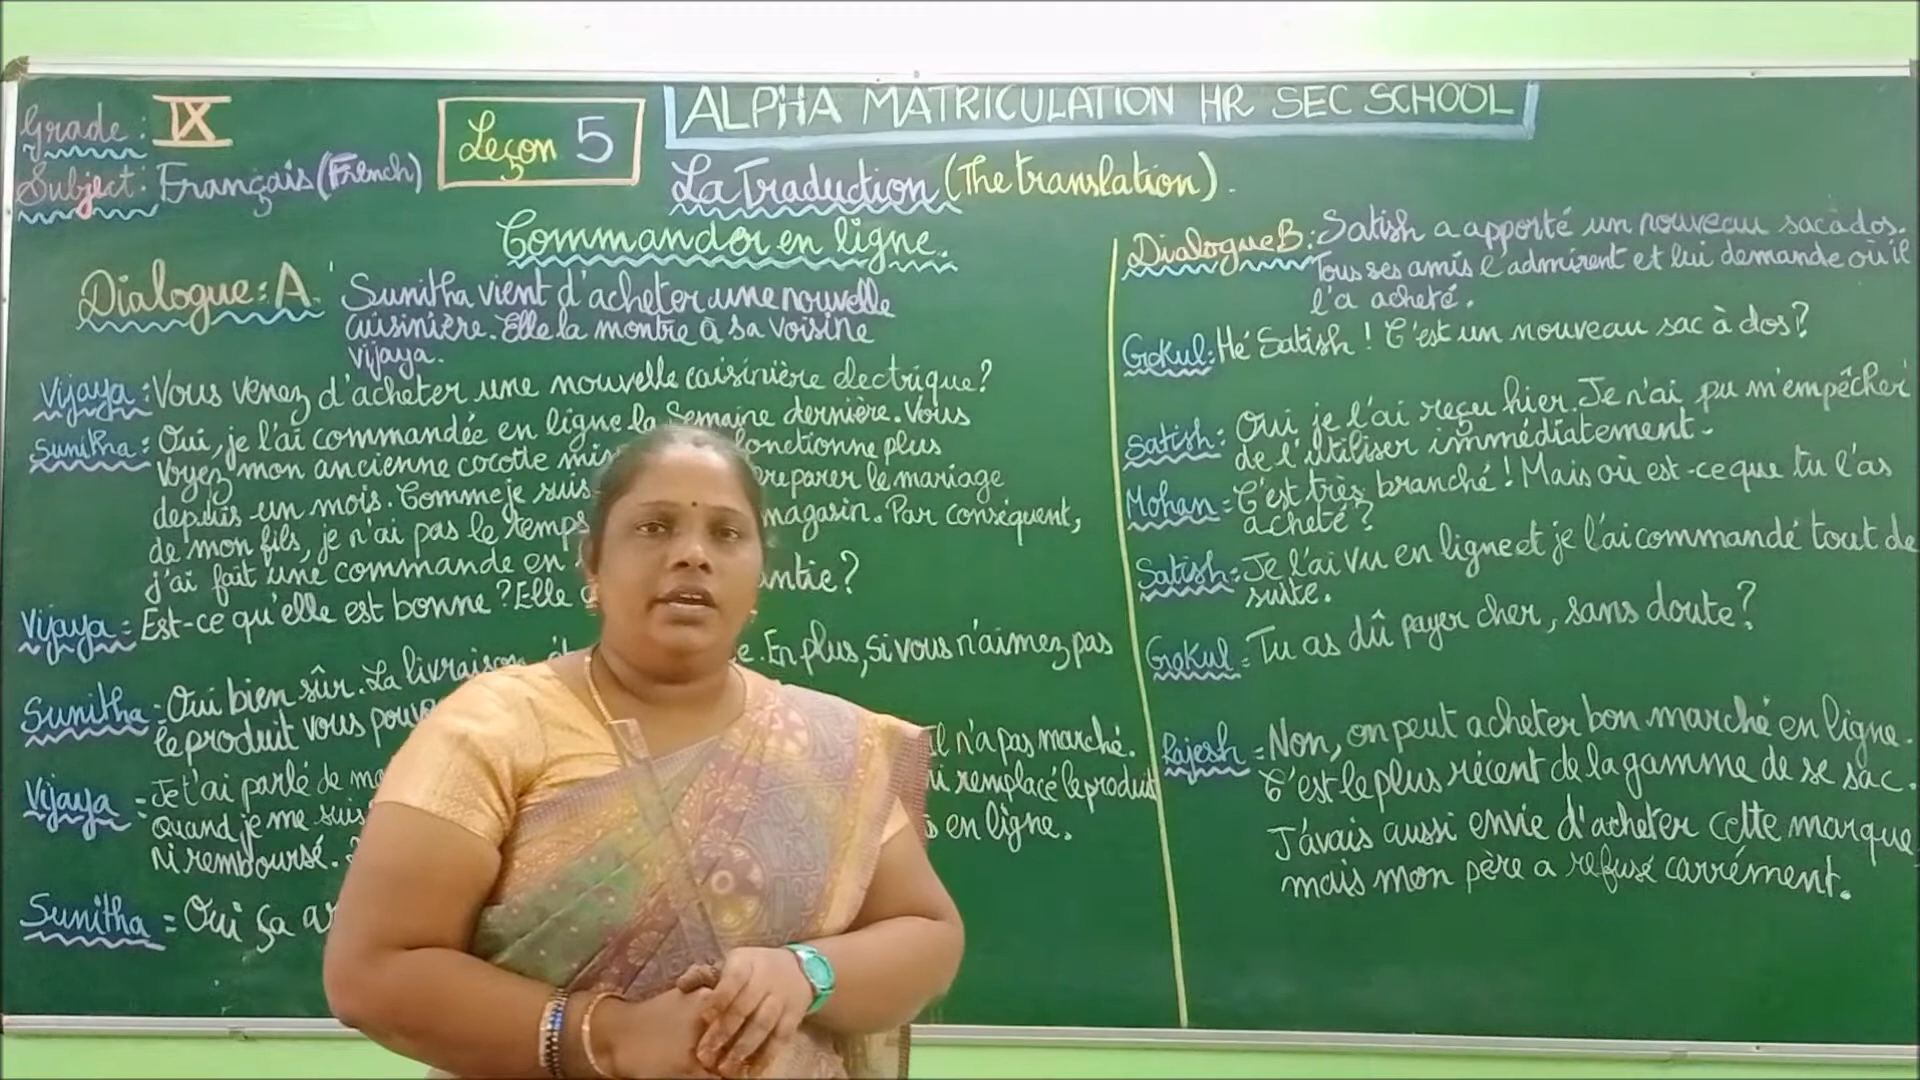 Grade: IX
Subject: Français (French)
Leçon 5
ALPHA MATRICULATION HR SEC SCHOOL
La Traduction (The translation).
Commander en ligne.
Dialogue: A
Sunitha vient d'acheter une nouvelle
cuisinière. Elle la montre à sa voisine
vijaya.
Vijaya: Vous venez d'acheter une nouvelle cuisinière electrique?
Sunitha: Oui, je l'ai commandée en ligne la Semaine dernière. Vous
voyez mon ancienne cocotte fonctionne plus
depuis un mois. Comme je suis preparer le mariage
de mon fils, je n'ai pas le temps magasin. Par conséquent,
j'ai fait une commande en
Vijaya = Est-ce qu'elle est bonne? Elle
Sunitha = Oui bien sûr. La livraison En plus, si vous n'aimez pas
le produit vous Il n'a pas marché.
Vijaya = Je t'ai parlé de remplacé le produit
Quand je me suis en ligne.
Ni remboursé.
Sunitha = Oui ça
Dialogue B: Satish a apporté un nouveau sac à dos.
Tous ses amis l'admirent et lui demande où il
l'a acheté.
Gokul: Hé Satish! C'est un nouveau sac à dos?
Satish: Oui je l'ai reçu hier. Je n'ai pu m'empêcher
de l'utiliser immédiatement.
Mohan = C'est très branché! Mais où est-ce que tu l'as
acheté?
Satish = Je l'ai vu en ligne et je l'ai commandé tout de
suite.
Gokul = Tu as dû payer cher, sans doute?
Rajesh = Non, on peut acheter bon marché en ligne.
C'est le plus récent de la gamme de se sac.
J'avais aussi envie d'acheter cette marque
mais mon père a refusé carrément.